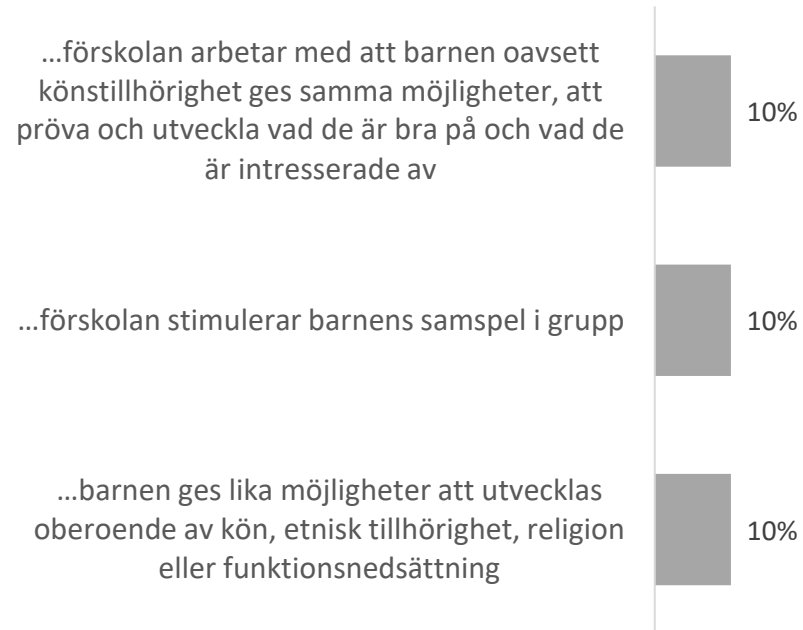 …förskolan arbetar med att barnen oavsett
könstillhörighet ges samma möjligheter, att
pröva och utveckla vad de är bra på och vad de
är intresserade av
10%
…förskolan stimulerar barnens samspel i grupp
10%
…barnen ges lika möjligheter att utvecklas
oberoende av kön, etnisk tillhörighet, religion
eller funktionsnedsättning
10%